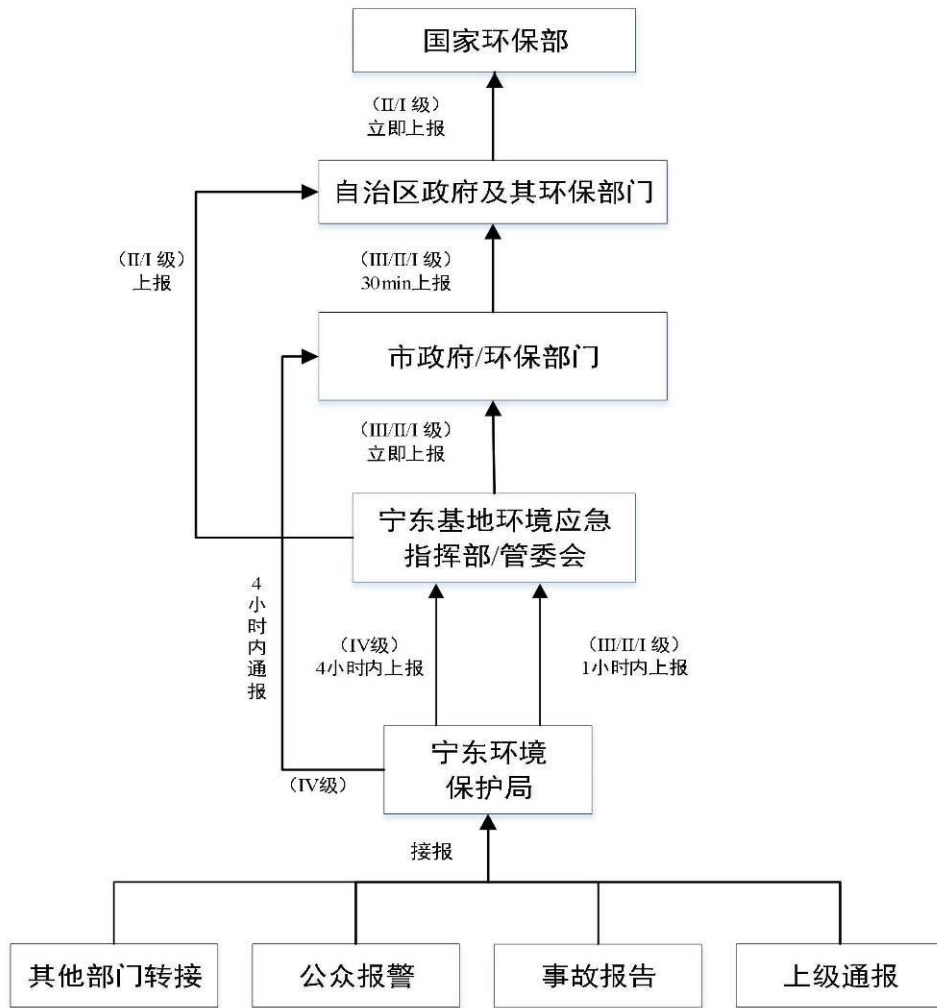 国家环保部
（II/I 级）
立即上报
自治区政府及其环保部门
（II/I 级）
上报
（III/II/I 级）
30min上报
市政府/环保部门
（III/II/I 级）
立即上报
宁东基地环境应急
指挥部/管委会
4小时内通报
（IV级）
4小时内上报
（III/II/I 级）
1小时内上报
宁东环境
保护局
（IV级）
接报
其他部门转接
公众报警
事故报告
上级通报